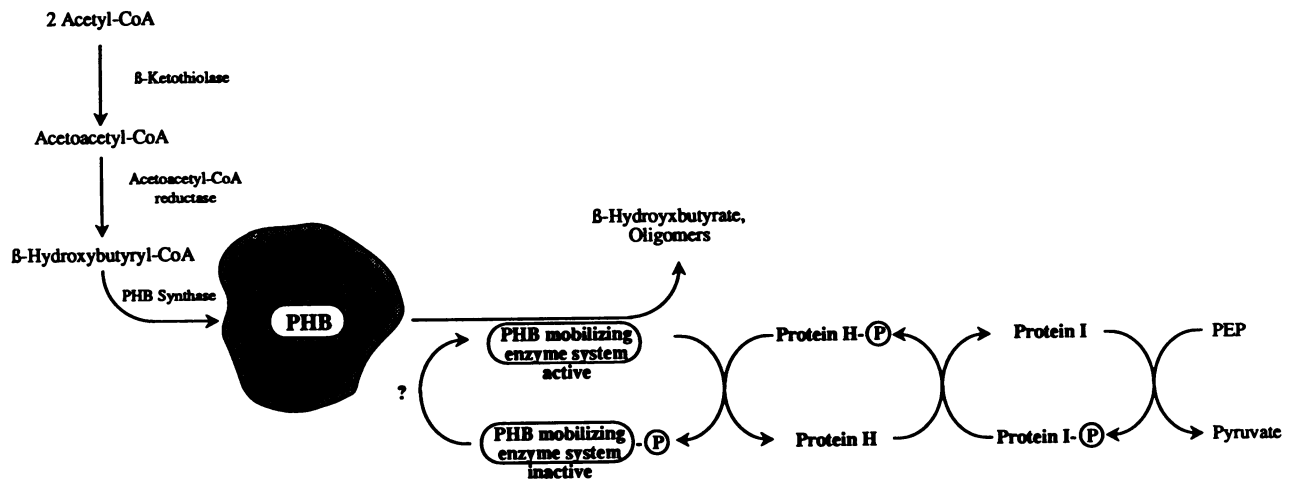 2 Acetyl-CoA
ß-Ketothiolase
Acetoacetyl-CoA
Acetoacetyl-CoA
reductase
ß-Hydroxybutyryl-CoA
PHB Synthase
PHB
ß-Hydroyxbutyrate,
Oligomers
PHB mobilizing
enzyme system
active
?
PHB mobilizing
enzyme system
inactive
-P
Protein H-P
Protein H
Protein I
Protein I-P
PEP
Pyruvate